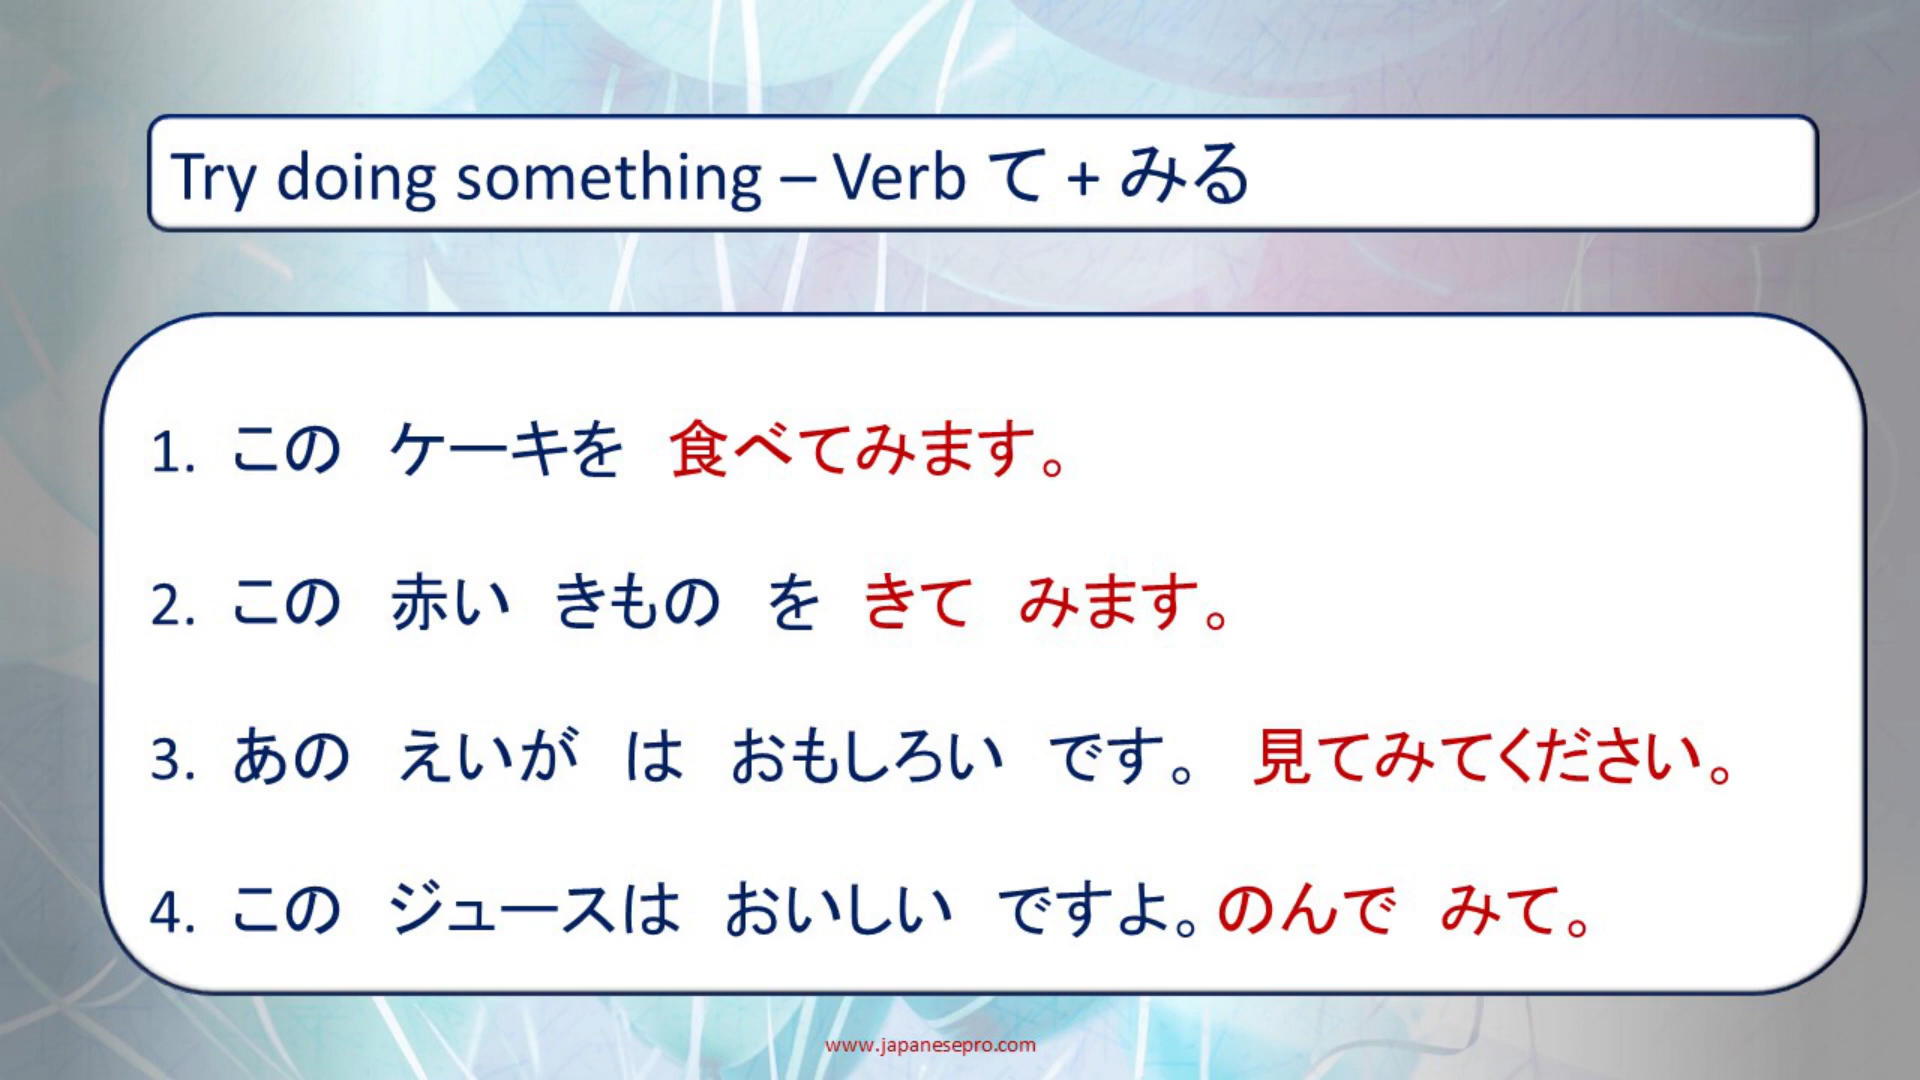 Try doing something – Verb て + みる
1. この　ケーキを　食べてみます。
2. この　赤い　きもの　を　きて　みます。
3. あの　えいが　は　おもしろい　です。　見てみてください。
4. この　ジュースは　おいしい　ですよ。のんで　みて。
www.japanesepro.com